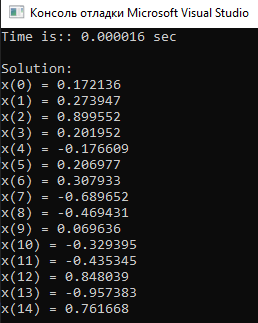 Консоль отладки Microsoft Visual Studio
Time is:: 0.000016 sec
Solution:
x(0) = 0.172136
x(1) = 0.273947
x(2) = 0.899552
x(3) = 0.201952
x(4) = -0.176609
x(5) = 0.206977
x(6) = 0.307933
x(7) = -0.689652
x(8) = -0.469431
x(9) = 0.069636
x(10) = -0.329395
x(11) = -0.435345
x(12) = 0.848039
x(13) = -0.957383
x(14) = 0.761668